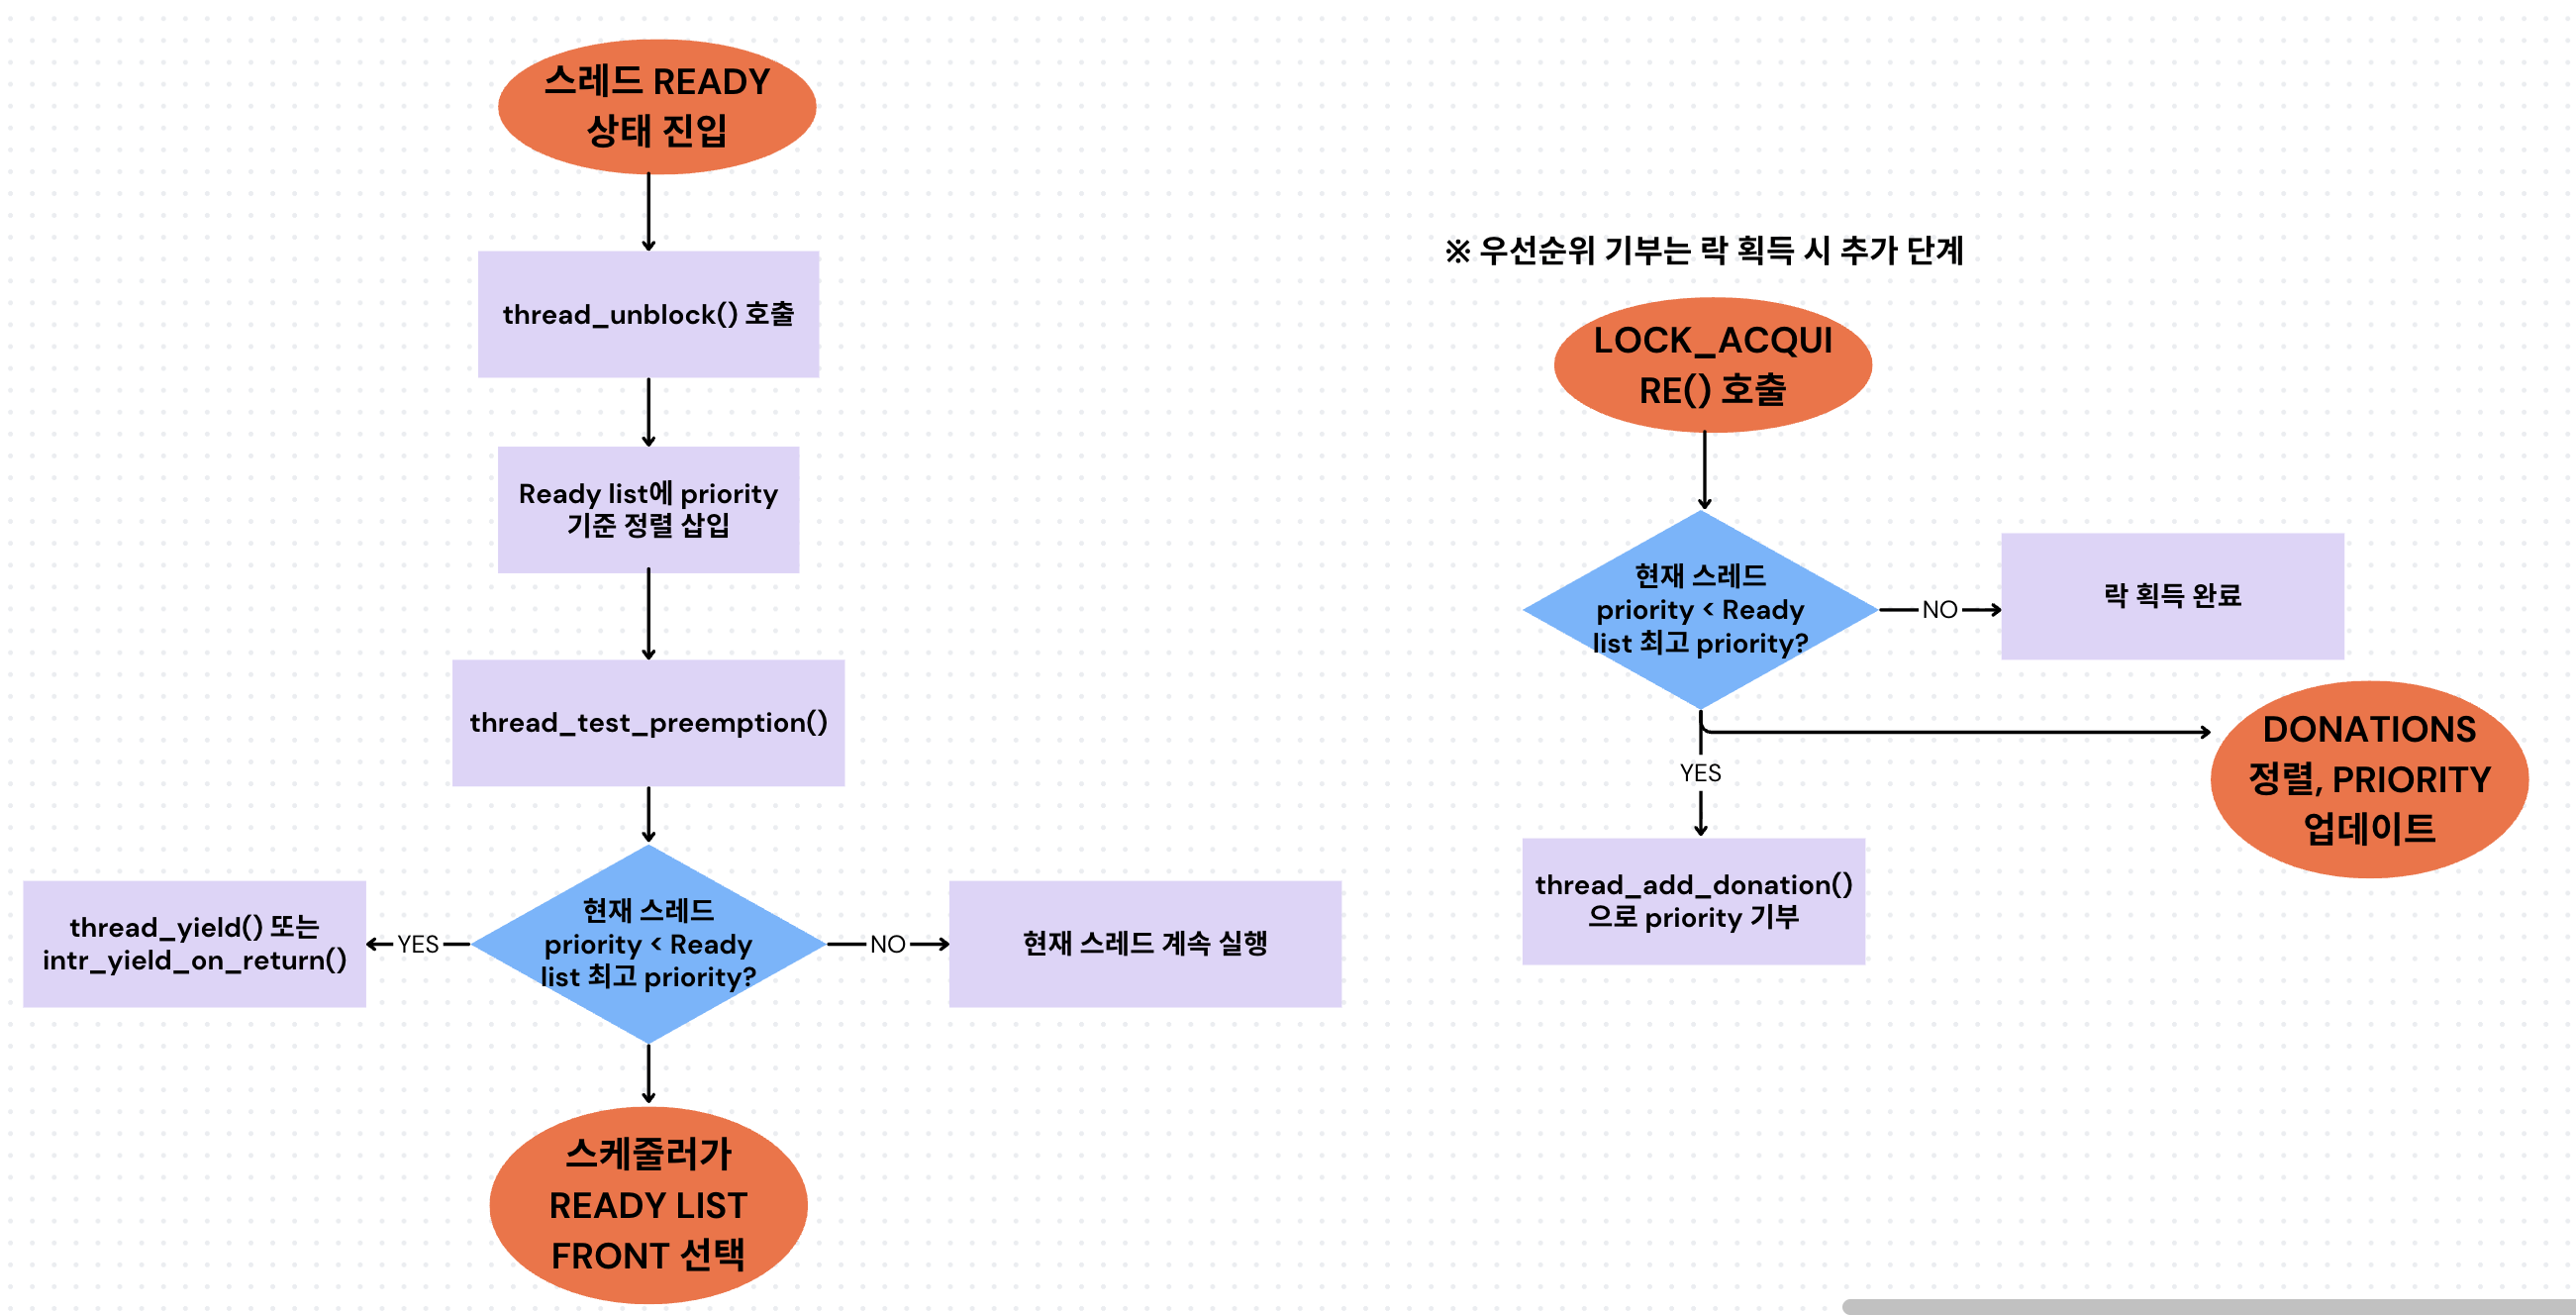 스레드 READY
상태 진입
thread_unblock() 호출
Ready list에 priority
기준 정렬 삽입
thread_test_preemption()
현재 스레드
priority < Ready
list 최고 priority?
YES
thread_yield() 또는
intr_yield_on_return()
NO
현재 스레드 계속 실행
스케줄러가
READY LIST
FRONT 선택
※ 우선순위 기부는 락 획득 시 추가 단계
LOCK_ACQUI
RE() 호출
현재 스레드
priority < Ready
list 최고 priority?
NO
락 획득 완료
YES
thread_add_donation()
으로 priority 기부
DONATIONS
정렬, PRIORITY
업데이트